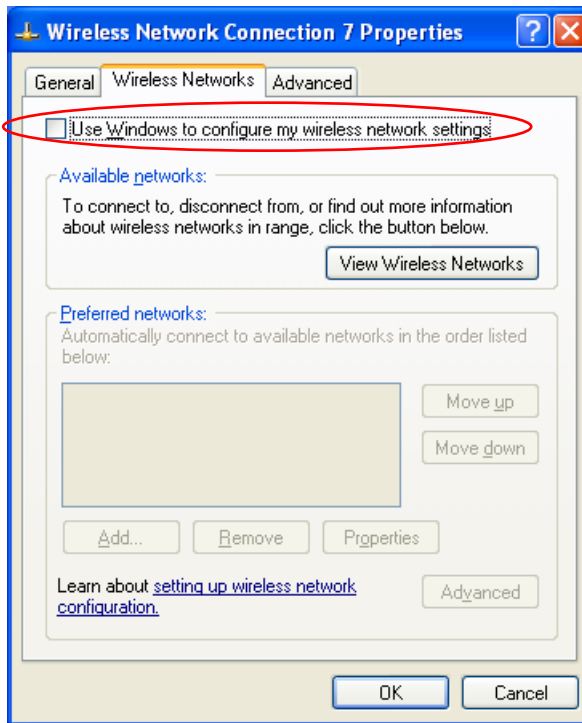 Wireless Network Connection 7 Properties
General Wireless Networks Advanced
Use Windows to configure my wireless network settings
Available networks:
To connect to, disconnect from, or find out more information
about wireless networks in range, click the button below.
View Wireless Networks
Preferred networks:
Automatically connect to available networks in the order listed
below:
Move up
Move down
Add... Remove Properties
Learn about setting up wireless network
configuration.
Advanced
OK Cancel